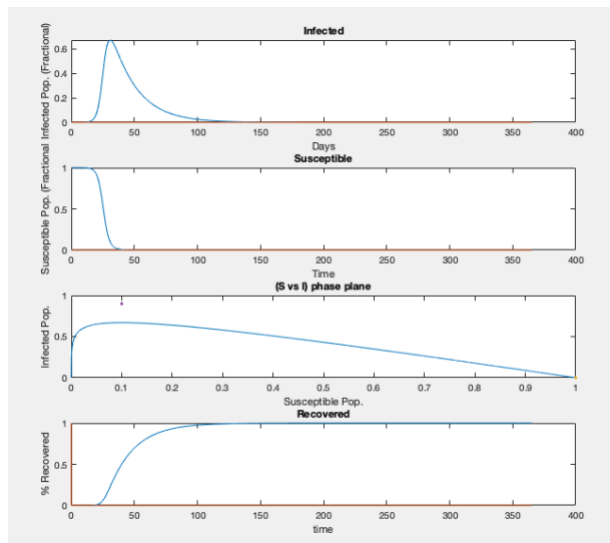 Infected
Infected Pop. (Fractional)
0.6
0.4
0.2
0
0 50 100 150 200 250 300 350 400
Days
Susceptible
Susceptible Pop. (Fractional
1
0.5
0
0 50 100 150 200 250 300 350 400
Time
(S vs I) phase plane
Infected Pop.
1
0.5
0
0 0.1 0.2 0.3 0.4 0.5 0.6 0.7 0.8 0.9 1
Susceptible Pop.
Recovered
% Recovered
1
0.5
0
0 50 100 150 200 250 300 350 400
time